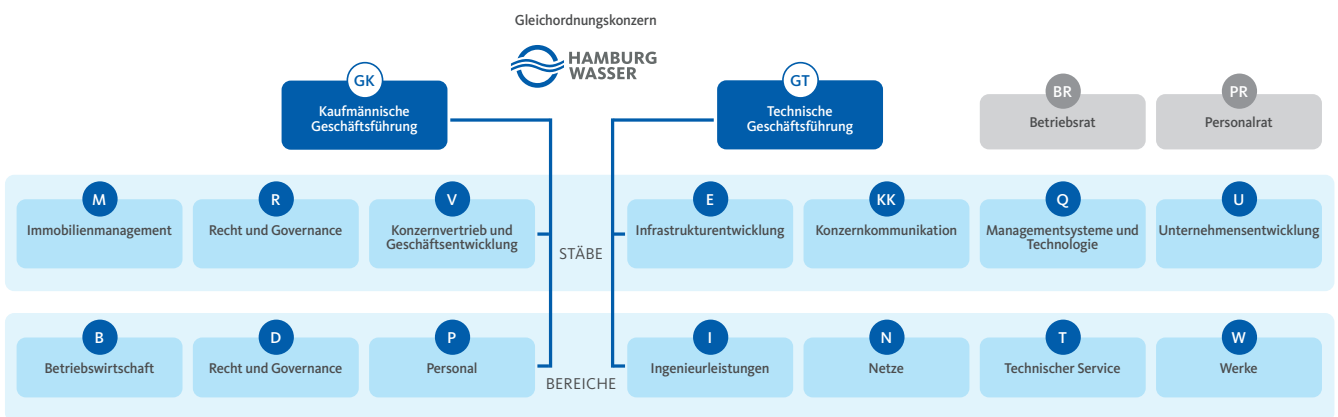 Gleichordnungskonzern
HAMBURG
WASSER
GK
Kaufmännische
Geschäftsführung
GT
Technische
Geschäftsführung
BR
Betriebsrat
PR
Personalrat
M
Immobilienmanagement
R
Recht und Governance
V
Konzernvertrieb und
Geschäftsentwicklung
STÄBE
E
Infrastrukturentwicklung
KK
Konzernkommunikation
Q
Managementsysteme und
Technologie
U
Unternehmensentwicklung
B
Betriebswirtschaft
D
Recht und Governance
P
Personal
BEREICHE
I
Ingenieurleistungen
N
Netze
T
Technischer Service
W
Werke